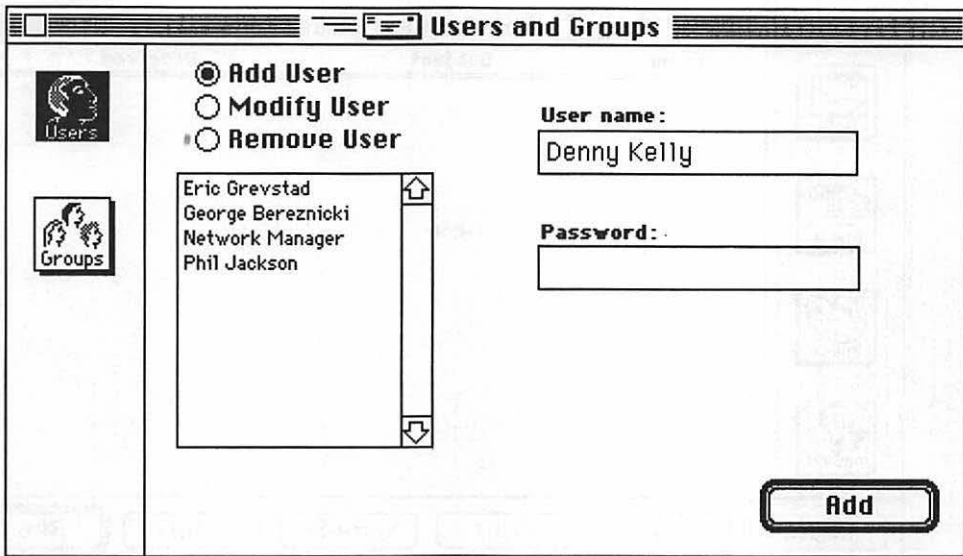 Users and Groups
Users
Groups
Add User
Modify User
Remove User
Eric Grevstad
George Bereznicki
Network Manager
Phil Jackson
User name:
Denny Kelly
Password:
Add